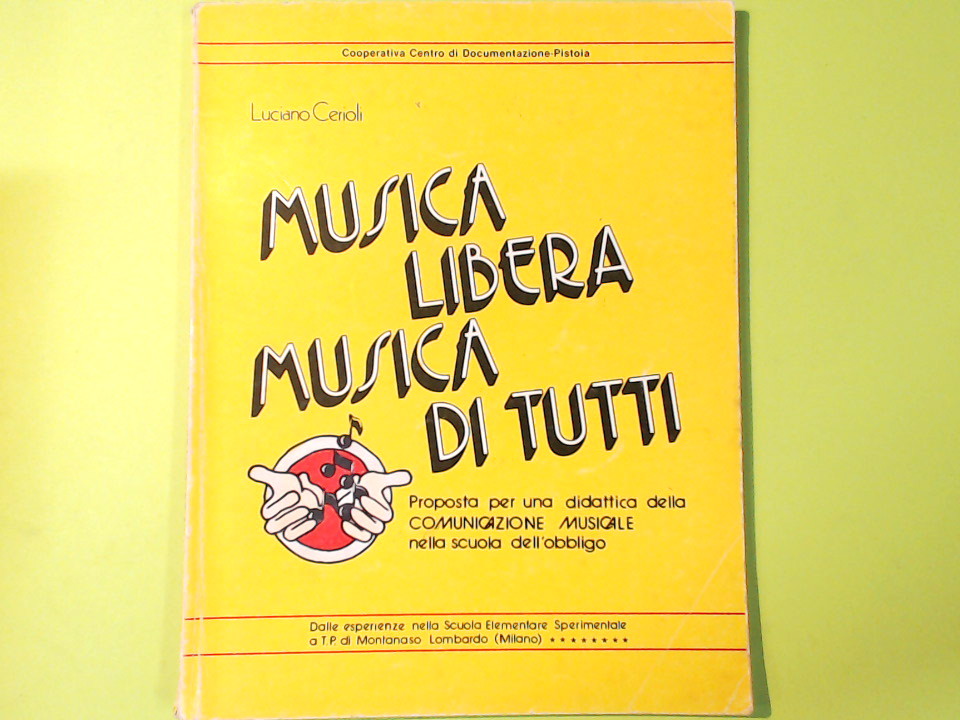 Cooperativa Centro di Documentazione-Pistoia
Luciano Cerioli
MUSICA
LIBERA
MUSICA
DI TUTTI
Proposta per una didattica della
COMUNICAZIONE MUSICALE
nella scuola dell'obbligo
Dalle esperienze nella Scuola Elementare Sperimentale
a T.P. di Montanaso Lombardo (Milano) ★ ★ ★ ★ ★ ★ ★ ★